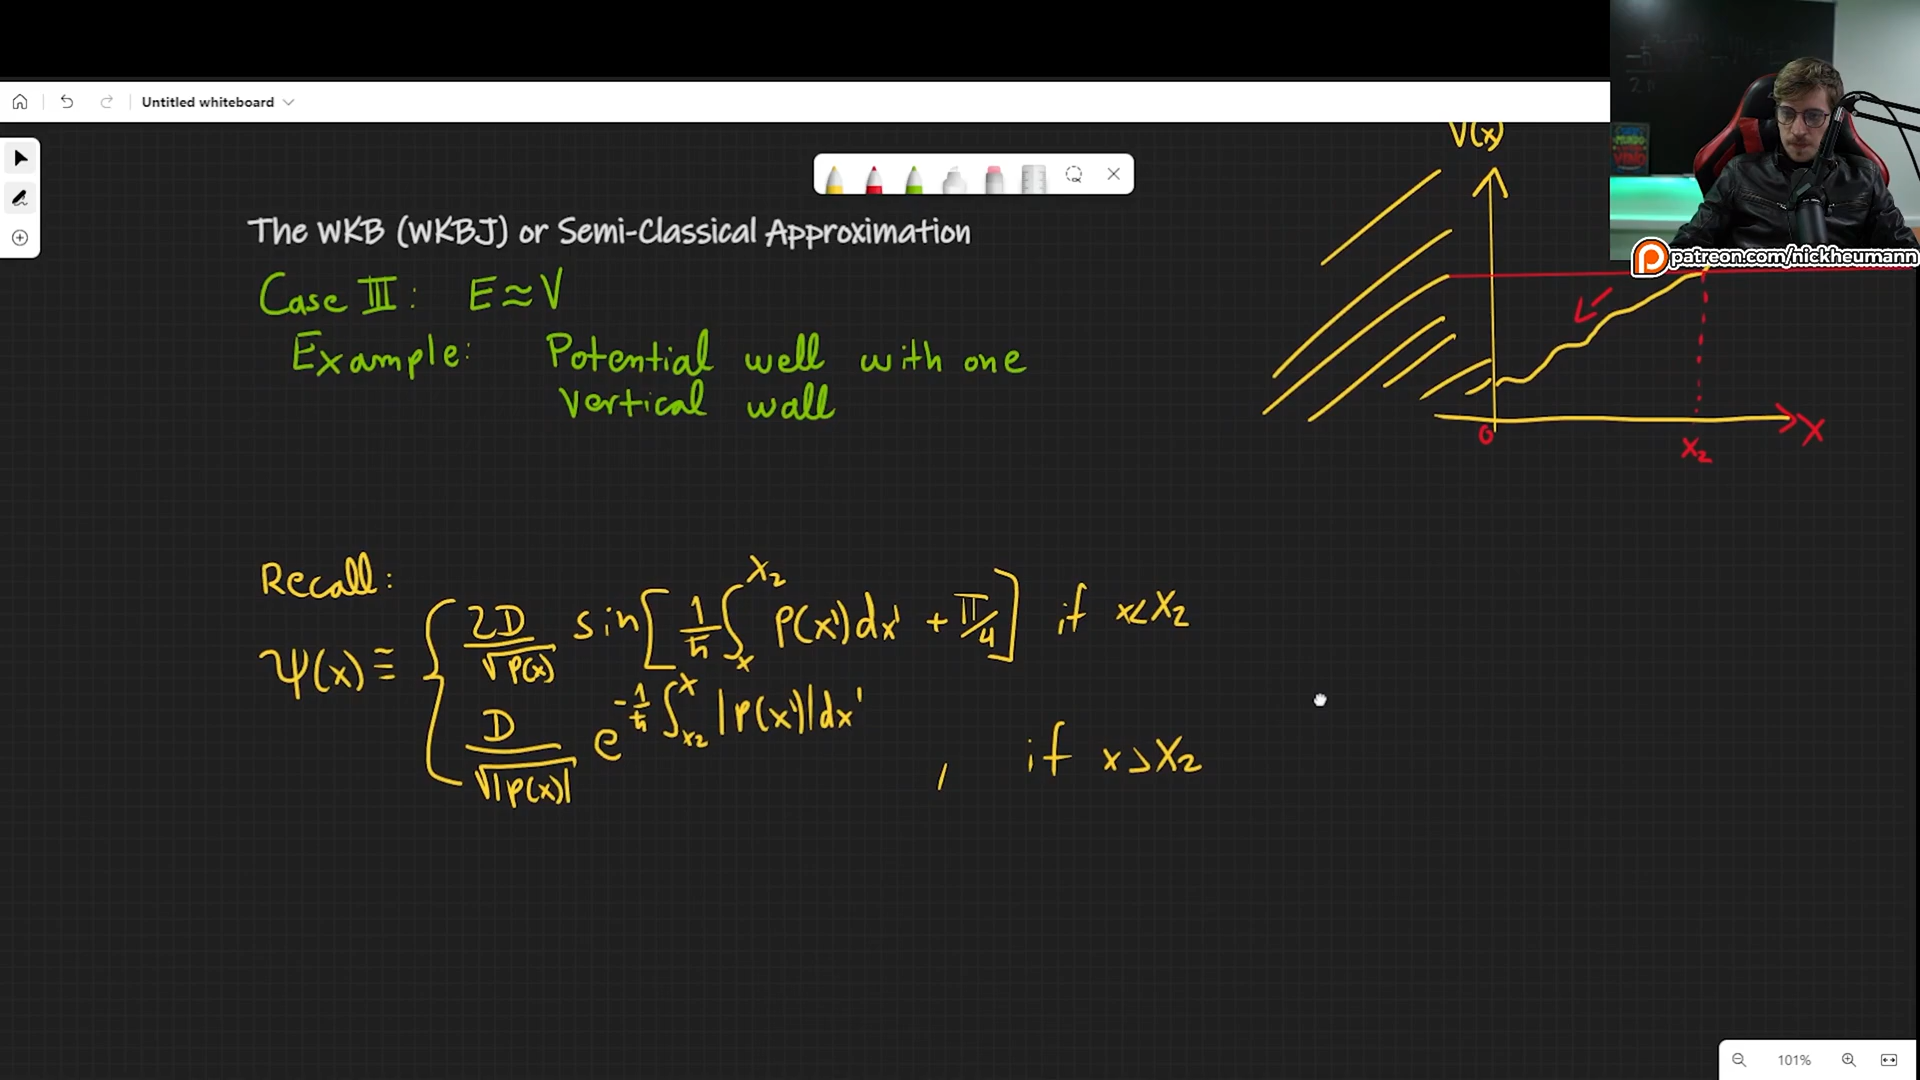 Untitled whiteboard
V(x)
patreon.com/nickheumann
The WKB (WKBJ) or Semi-Classical Approximation
Case III: E≈V
Example: Potential well with one
vertical wall
0
x₂
X
Recall:
Ψ(x) ≅ { 2D/√p(x) sin[1/ħ ∫ₓ^x₂ p(x')dx' + π/4] if x<x₂
D/√|p(x)| e^(-1/ħ ∫_x₂^x |p(x')|dx') , if x>x₂
101%